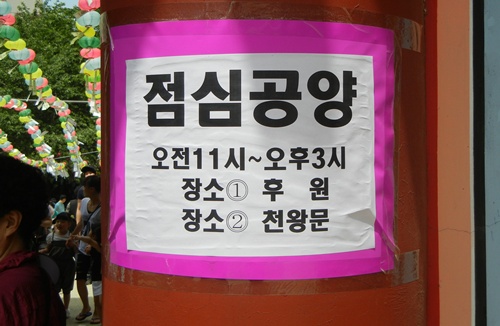 점심공양
오전11시~오후3시
장소① 후 원
장소② 천왕문